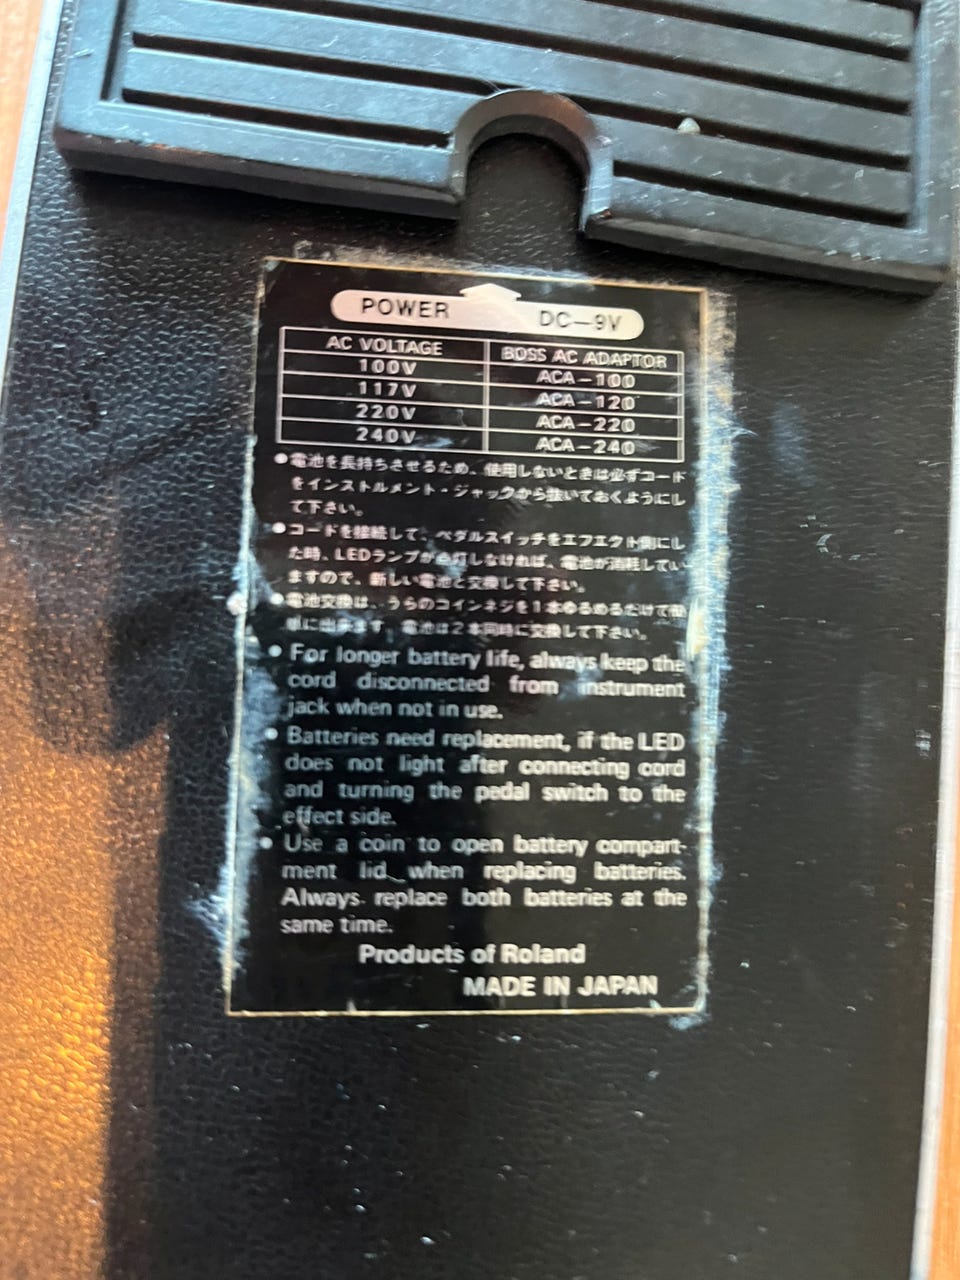 POWER DC—9V
AC VOLTAGE BOSS AC ADAPTOR
100V ACA-100
117V ACA-120
220V ACA-220
240V ACA-240
●電池を長持ちさせるため、使用しないときは必ずコード
をインストルメント・ジャックから抜いておくようにし
て下さい。
●コードを接続して、ペダルスイッチをエフェクト側にし
た時、LEDランプが点灯しなければ、電池が消耗してい
ますので、新しい電池と交換して下さい。
●電池交換は、うらのコインネジを1本ゆるめるだけで簡
単に出来ます。電池は2本同時に交換して下さい。
● For longer battery life, always keep the
cord disconnected from instrument
jack when not in use.
● Batteries need replacement, if the LED
does not light after connecting cord
and turning the pedal switch to the
effect side.
● Use a coin to open battery compart-
ment lid when replacing batteries.
Always replace both batteries at the
same time.
Products of Roland
MADE IN JAPAN